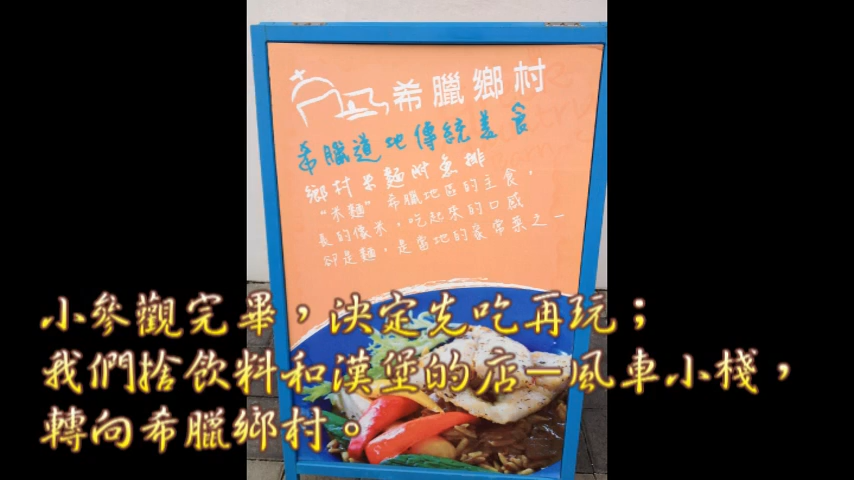 希臘鄉村
希臘道地傳統美食
鄉村米麵附魚排
"米麵"希臘地區的主食，
長的像米，吃起來的口感
卻是麵，是當地的家常菜之一
小參觀完畢，決定先吃再玩；
我們捨飲料和漢堡的店—風車小棧，
轉向希臘鄉村。